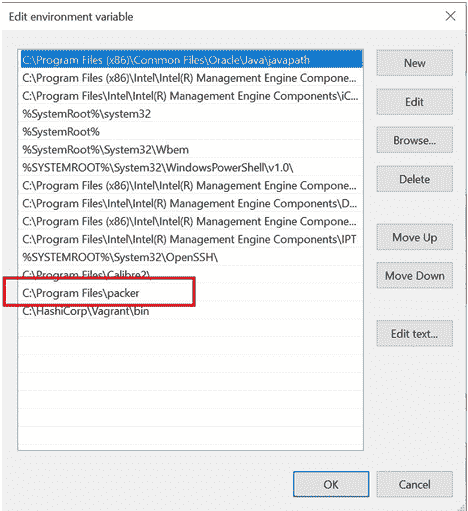 Edit environment variable
C:\Program Files (x86)\Common Files\Oracle\Java\javapath
C:\Program Files (x86)\Intel\Intel(R) Management Engine Compone...
C:\Program Files\Intel\Intel(R) Management Engine Components\iC...
%SystemRoot%\system32
%SystemRoot%
%SystemRoot%\System32\Wbem
%SYSTEMROOT%\System32\WindowsPowerShell\v1.0\
C:\Program Files (x86)\Intel\Intel(R) Management Engine Compone...
C:\Program Files\Intel\Intel(R) Management Engine Components\D...
C:\Program Files (x86)\Intel\Intel(R) Management Engine Compone...
C:\Program Files\Intel\Intel(R) Management Engine Components\IPT
%SYSTEMROOT%\System32\OpenSSH\
C:\Program Files\Calibre2\
C:\Program Files\packer
C:\HashiCorp\Vagrant\bin
New
Edit
Browse...
Delete
Move Up
Move Down
Edit text...
OK
Cancel